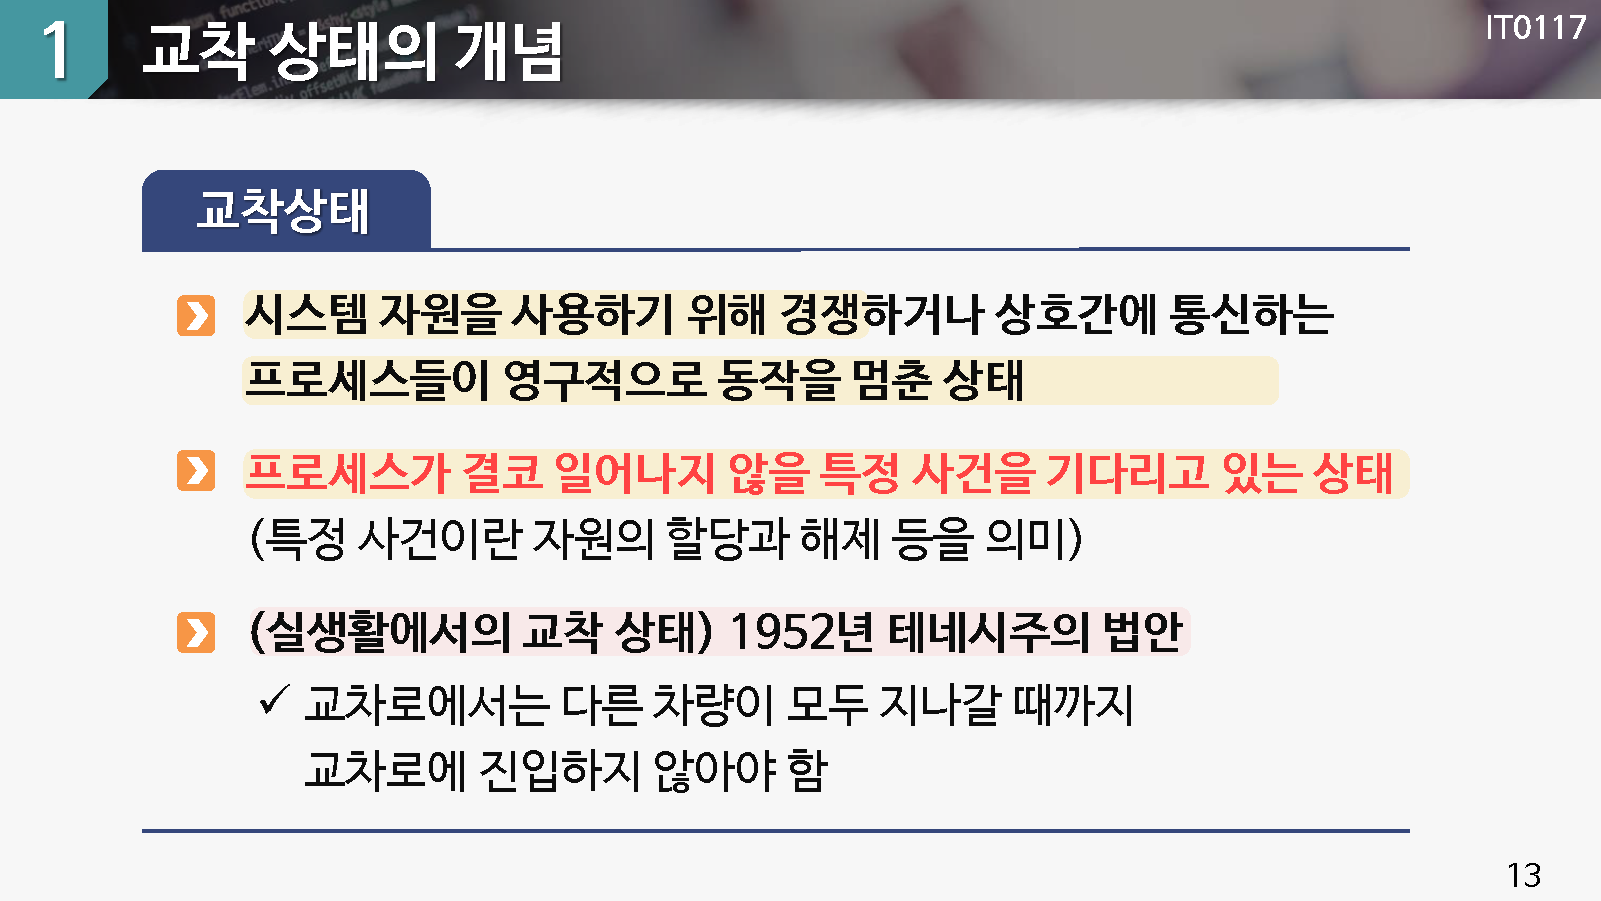 1 교착 상태의 개념
IT0117
교착상태
시스템 자원을 사용하기 위해 경쟁하거나 상호간에 통신하는
프로세스들이 영구적으로 동작을 멈춘 상태
프로세스가 결코 일어나지 않을 특정 사건을 기다리고 있는 상태
(특정 사건이란 자원의 할당과 해제 등을 의미)
(실생활에서의 교착 상태) 1952년 테네시주의 법안
✓ 교차로에서는 다른 차량이 모두 지나갈 때까지
교차로에 진입하지 않아야 함
13